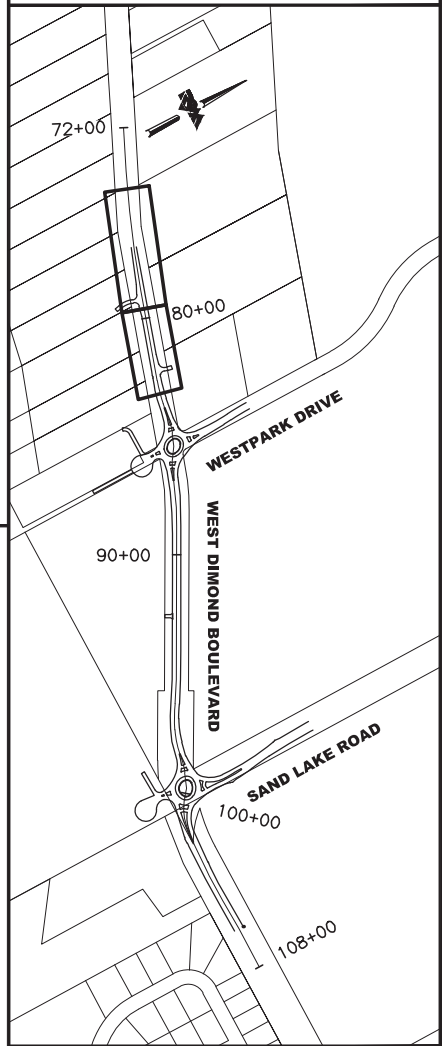 72+00
80+00
WESTPARK DRIVE
90+00
WEST DIMOND BOULEVARD
SAND LAKE ROAD
100+00
108+00